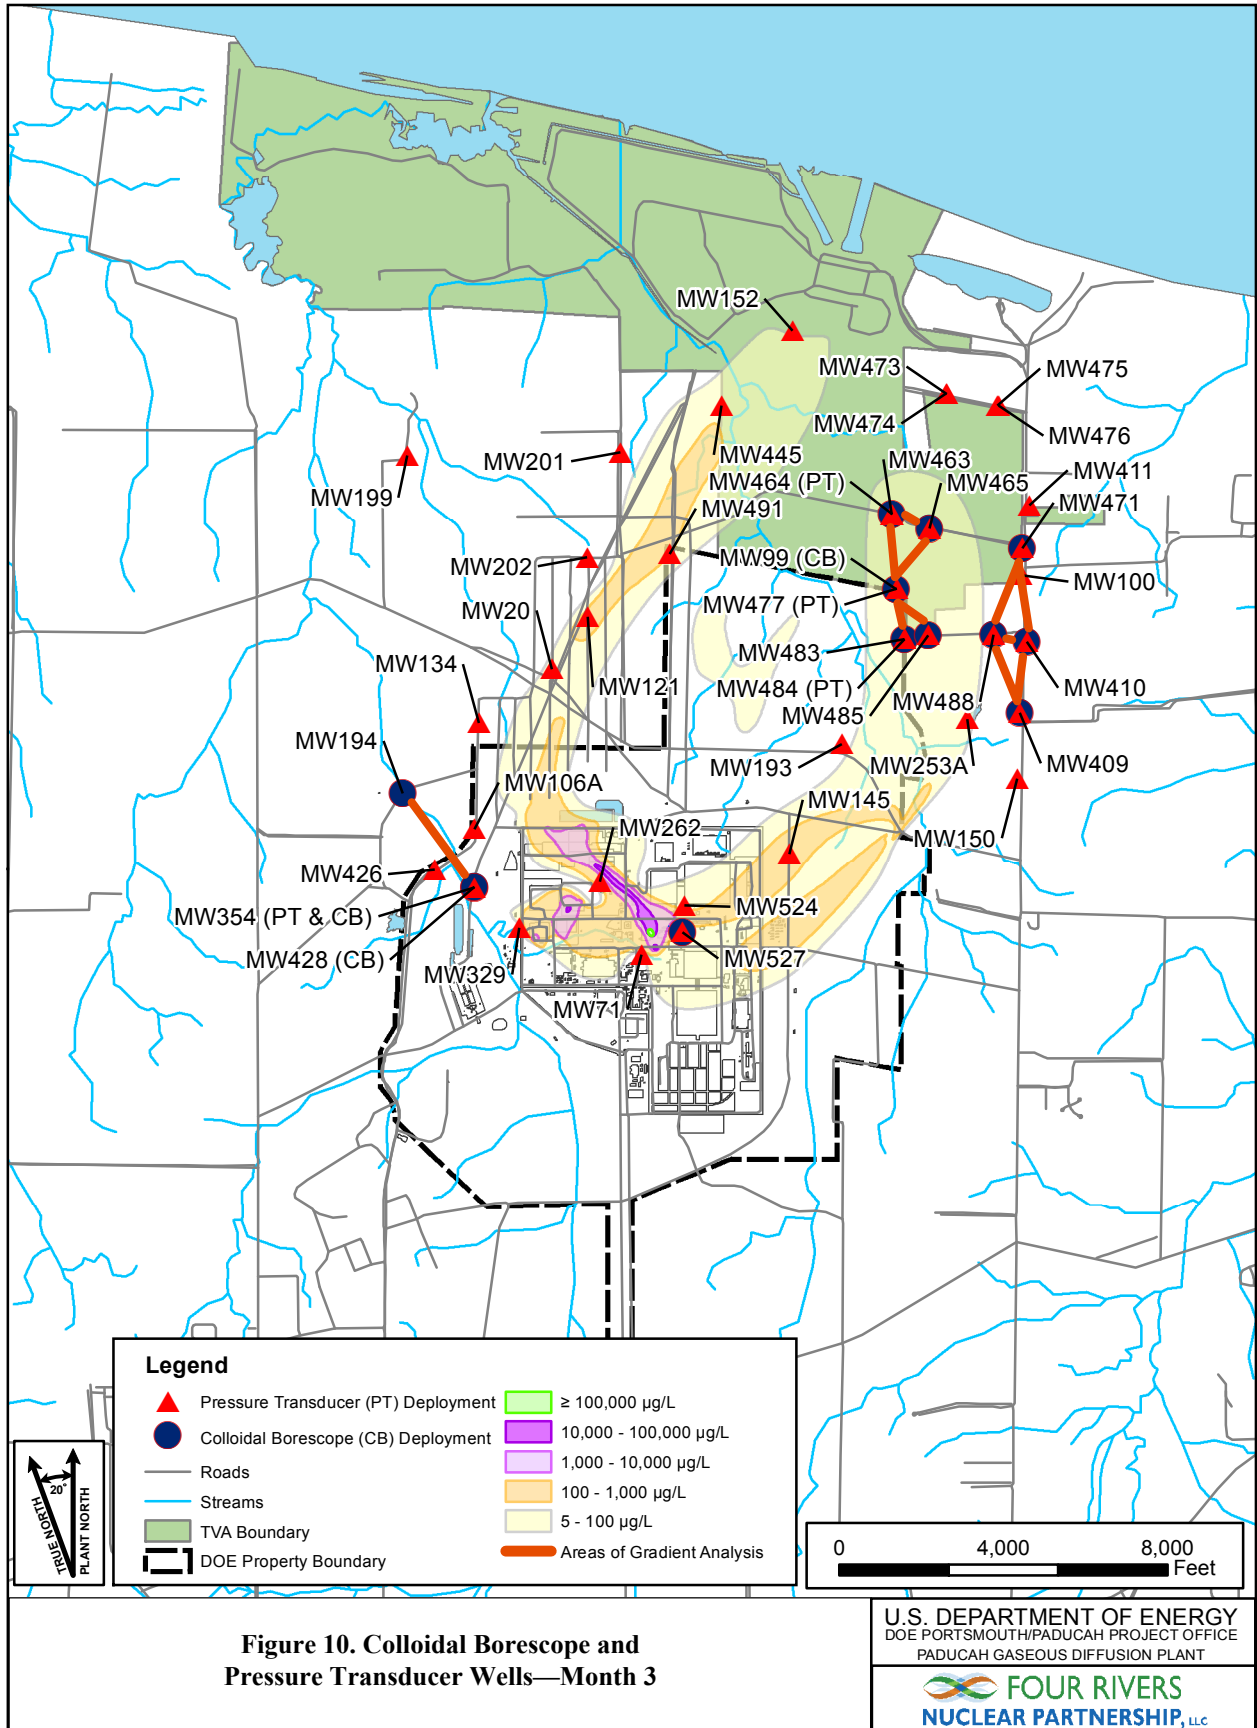 MW152
MW473
MW475
MW474
MW476
MW445
MW201
MW463
MW411
MW464 (PT)
MW465
MW199
MW491
MW471
MW99 (CB)
MW202
MW100
MW477 (PT)
MW20
MW483
MW134
MW121
MW484 (PT)
MW410
MW485
MW488
MW194
MW193
MW253A
MW409
MW106A
MW145
MW262
MW150
MW426
MW354 (PT & CB)
MW524
MW428 (CB)
MW527
MW329
MW71
Legend
Pressure Transducer (PT) Deployment
Colloidal Borescope (CB) Deployment
Roads
Streams
TVA Boundary
DOE Property Boundary
≥ 100,000 µg/L
10,000 - 100,000 µg/L
1,000 - 10,000 µg/L
100 - 1,000 µg/L
5 - 100 µg/L
Areas of Gradient Analysis
20°
TRUE NORTH
PLANT NORTH
0 4,000 8,000
Feet
Figure 10. Colloidal Borescope and
Pressure Transducer Wells—Month 3
U.S. DEPARTMENT OF ENERGY
DOE PORTSMOUTH/PADUCAH PROJECT OFFICE
PADUCAH GASEOUS DIFFUSION PLANT
FOUR RIVERS
NUCLEAR PARTNERSHIP, LLC